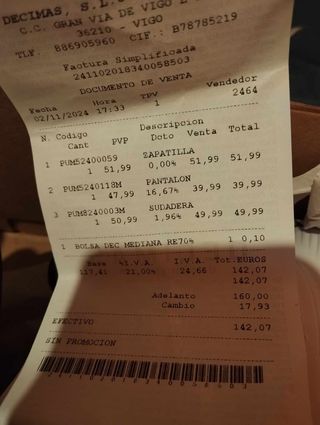 DECIMAS, S.L.
C.C. GRAN VIA DE VIGO
36210 - VIGO
TLF. 886905960 CIF.: B78785219
Factura Simplificada
241102018340058503
DOCUMENTO DE VENTA
Fecha Hora TPV Vendedor
02/11/2024 17:33 1 2464
N. Codigo Descripcion
Cant PVP Dcto Venta Total
1 PUM52400059 ZAPATILLA
1 51,99 0,00% 51,99 51,99
2 PUM5240118M PANTALON
1 47,99 16,67% 39,99 39,99
3 PUM8240003M SUDADERA
1 50,99 1,96% 49,99 49,99
1 BOLSA DEC MEDIANA RE70% 1 0,10
Base %I.V.A. I V A. Tot.EUROS
117,41 21,00% 24,66 142,07
142,07
Adelanto 160,00
Cambio 17,93
EFECTIVO 142,07
SIN PROMOCION